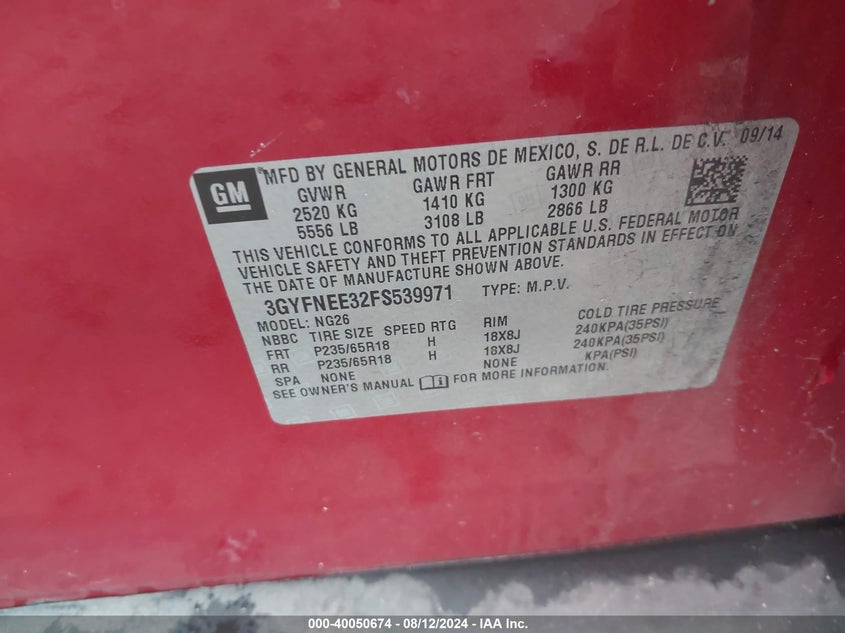 GM
MFD BY GENERAL MOTORS DE MEXICO, S. DE R.L. DE C.V. 09/14
GVWR GAWR FRT GAWR RR
2520 KG 1410 KG 1300 KG
5556 LB 3108 LB 2866 LB
THIS VEHICLE CONFORMS TO ALL APPLICABLE U.S. FEDERAL MOTOR
VEHICLE SAFETY AND THEFT PREVENTION STANDARDS IN EFFECT ON
THE DATE OF MANUFACTURE SHOWN ABOVE.
3GYFNEE32FS539971 TYPE: M.P.V.
MODEL: NG26
NBBC TIRE SIZE SPEED RTG RIM COLD TIRE PRESSURE
FRT P235/65R18 H 18X8J 240KPA(35PSI)
RR P235/65R18 H 18X8J 240KPA(35PSI)
SPA NONE NONE KPA(PSI)
SEE OWNER'S MANUAL FOR MORE INFORMATION.
000-40050674 - 08/12/2024 - IAA Inc.